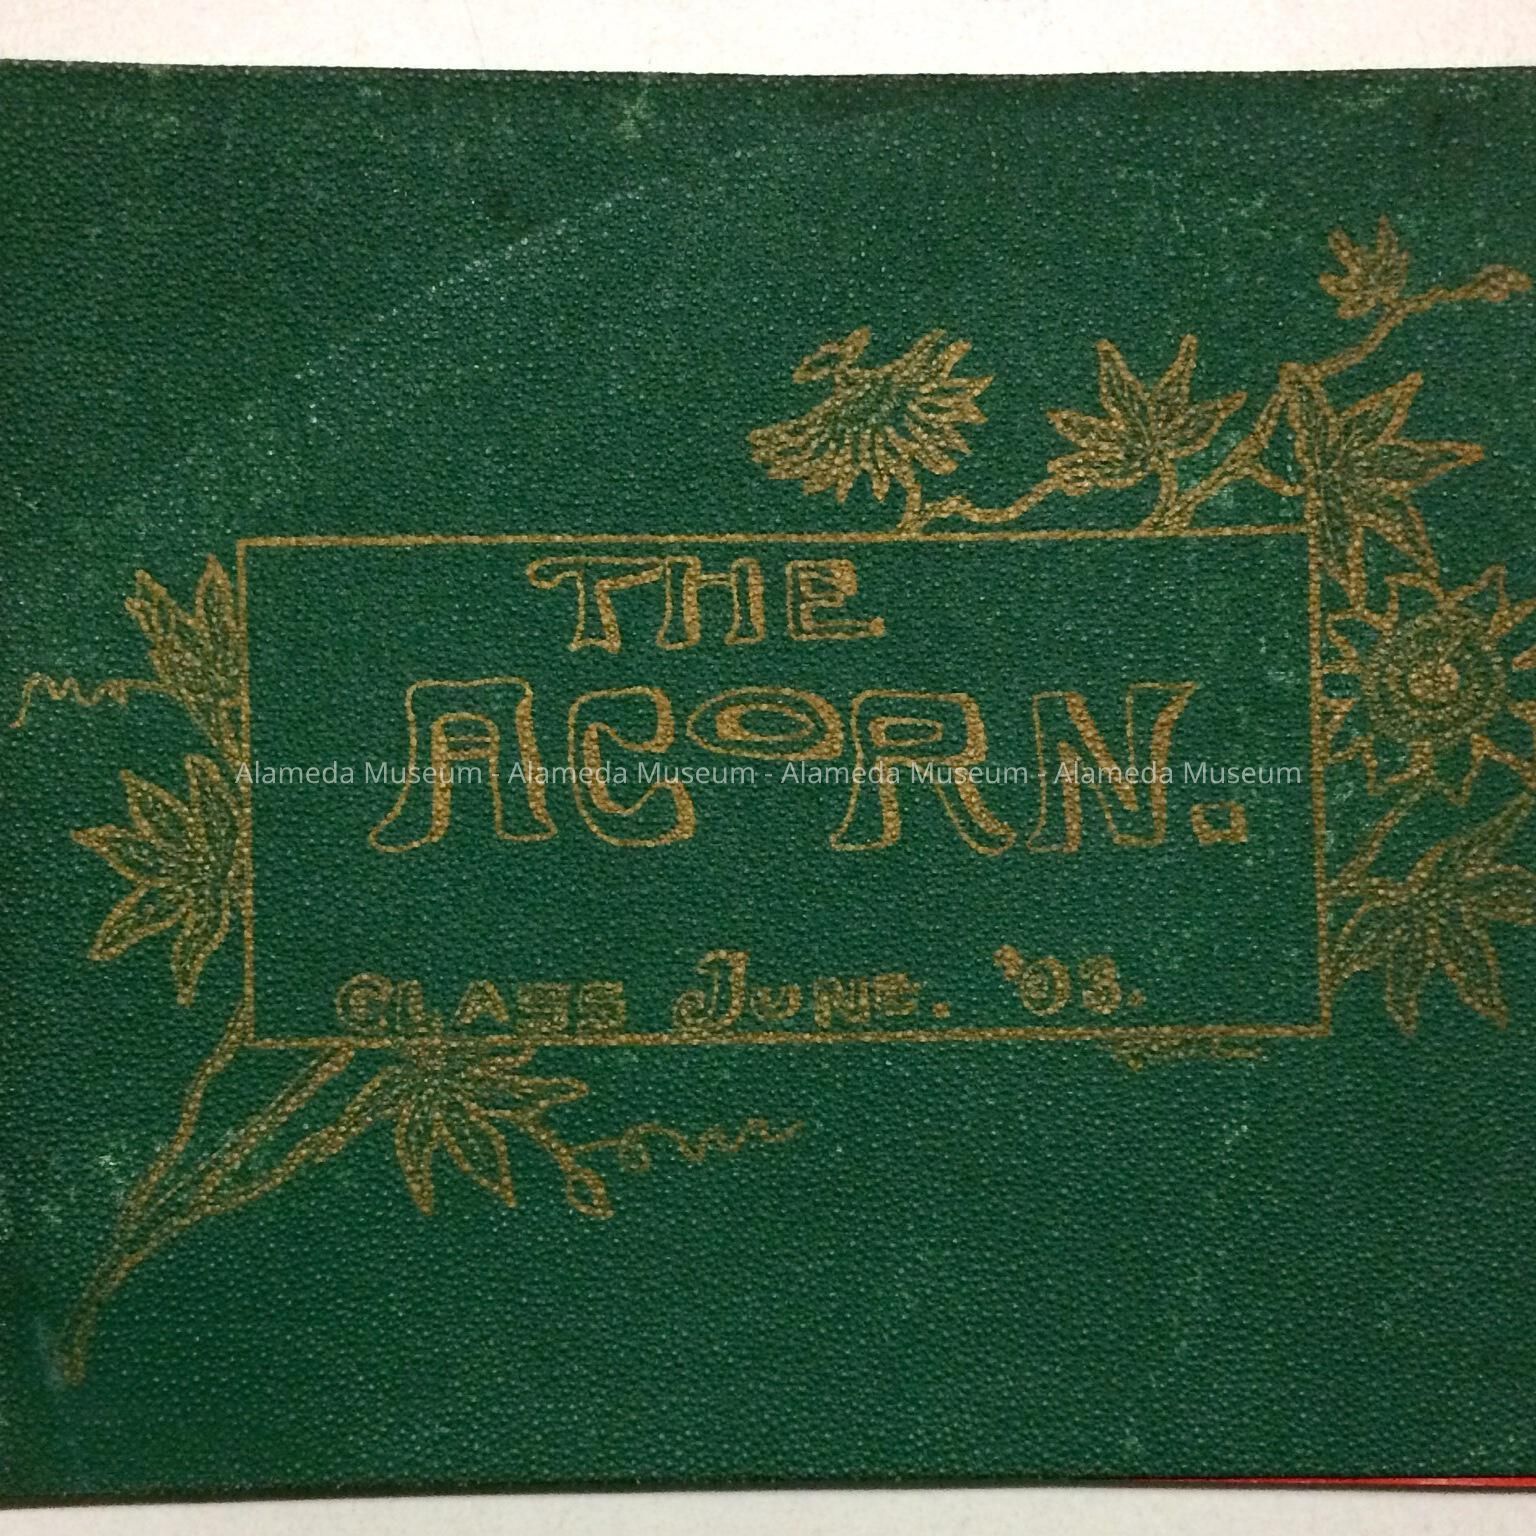 THE
ACORN.
Alameda Museum - Alameda Museum - Alameda Museum - Alameda Museum
CLASS JUNE. '03.